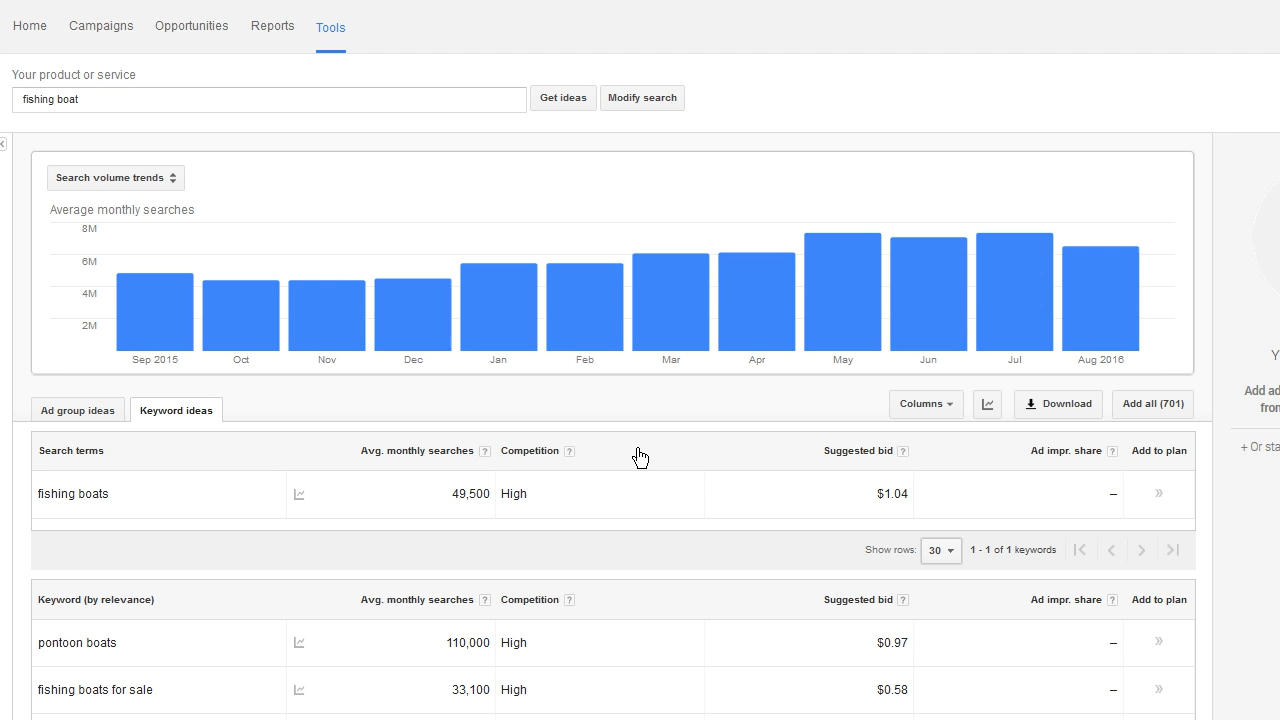 Home Campaigns Opportunities Reports Tools
Your product or service
fishing boat Get ideas Modify search
Search volume trends
Average monthly searches
8M
6M
4M
2M
Sep 2015 Oct Nov Dec Jan Feb Mar Apr May Jun Jul Aug 2016
Ad group ideas Keyword ideas Columns Download Add all (701)
Search terms Avg. monthly searches ? Competition ? Suggested bid ? Ad impr. share ? Add to plan
fishing boats 49,500 High $1.04 – »
Show rows: 30 1 - 1 of 1 keywords
Keyword (by relevance) Avg. monthly searches ? Competition ? Suggested bid ? Ad impr. share ? Add to plan
pontoon boats 110,000 High $0.97 – »
fishing boats for sale 33,100 High $0.58 – »
Y
Add ad
from
+ Or sta